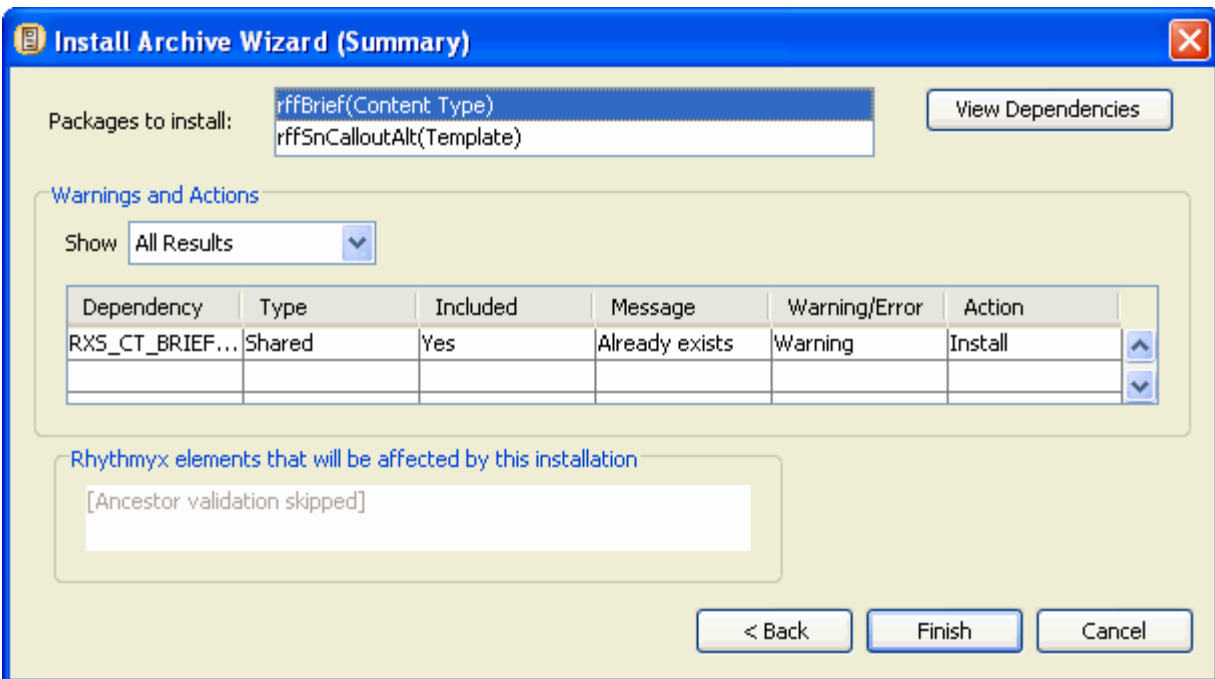 Install Archive Wizard (Summary)
Packages to install:
rffBrief(Content Type)
rffSnCalloutAlt(Template)
View Dependencies
Warnings and Actions
Show All Results
Dependency Type Included Message Warning/Error Action
RXS_CT_BRIEF... Shared Yes Already exists Warning Install
Rhythmyx elements that will be affected by this installation
[Ancestor validation skipped]
< Back Finish Cancel